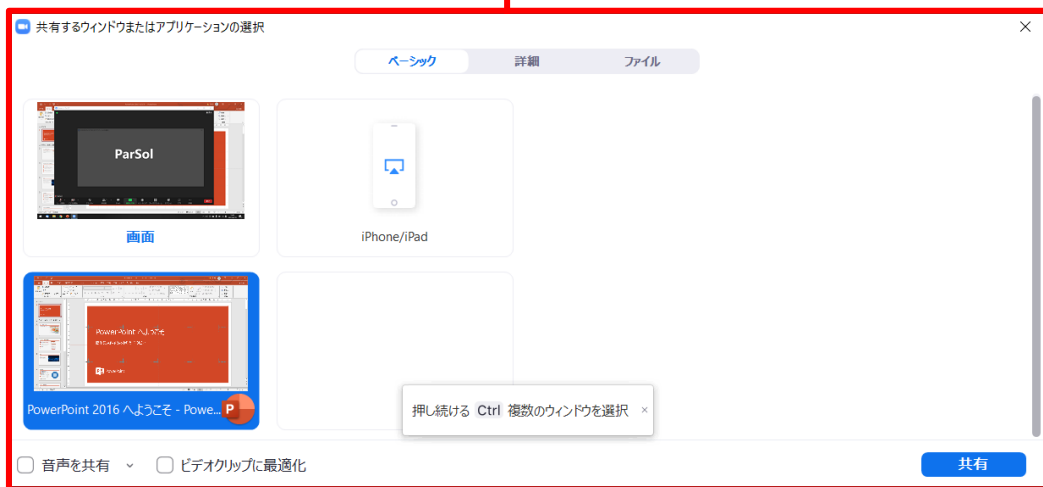 共有するウィンドウまたはアプリケーションの選択
ベーシック
詳細
ファイル
ParSol
画面
iPhone/iPad
PowerPoint へようこそ
PowerPoint 2016 へようこそ - Powe...
P
押し続ける Ctrl 複数のウィンドウを選択 ×
音声を共有
ビデオクリップに最適化
共有